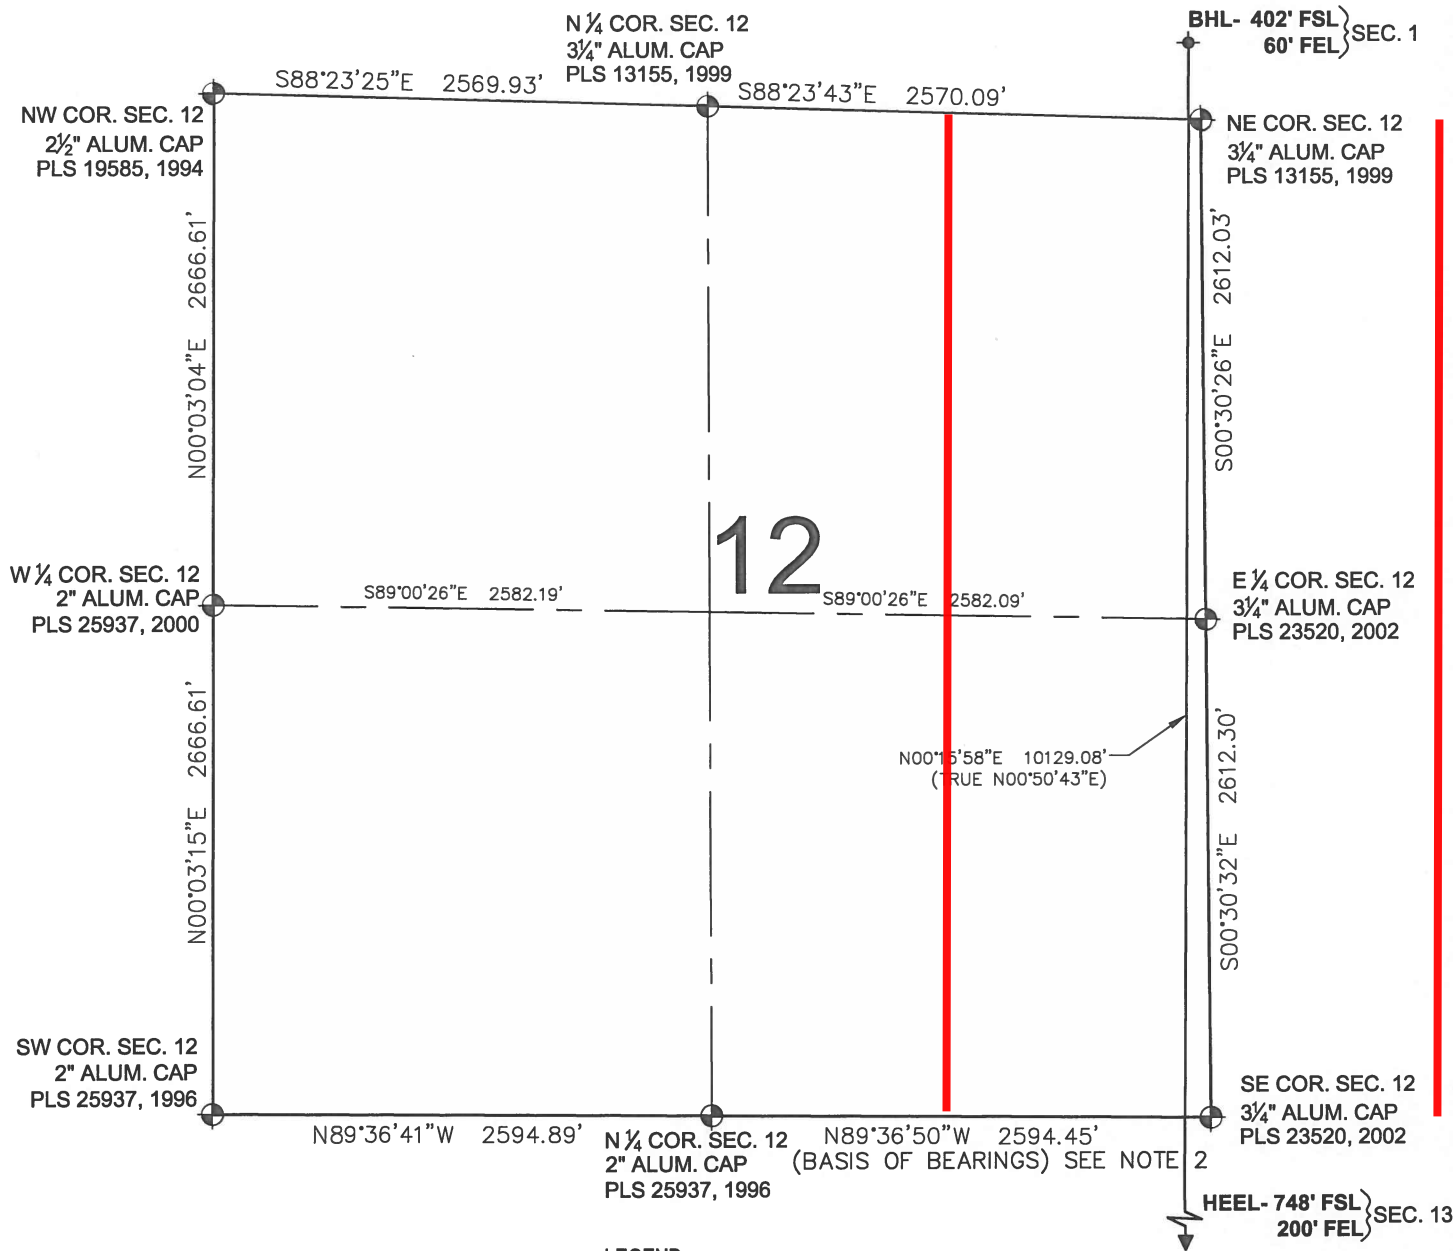 BHL- 402' FSL
60' FEL
SEC. 1
N ¼ COR. SEC. 12
3¼" ALUM. CAP
PLS 13155, 1999
S88°23'25"E 2569.93'
S88°23'43"E 2570.09'
NW COR. SEC. 12
2½" ALUM. CAP
PLS 19585, 1994
NE COR. SEC. 12
3¼" ALUM. CAP
PLS 13155, 1999
N00°03'04"E 2666.61'
S00°30'26"E 2612.03'
12
W ¼ COR. SEC. 12
2" ALUM. CAP
PLS 25937, 2000
S89°00'26"E 2582.19'
S89°00'26"E 2582.09'
E ¼ COR. SEC. 12
3¼" ALUM. CAP
PLS 23520, 2002
N00°03'15"E 2666.61'
N00°15'58"E 10129.08'
(TRUE N00°50'43"E)
S00°30'32"E 2612.30'
SW COR. SEC. 12
2" ALUM. CAP
PLS 25937, 1996
SE COR. SEC. 12
3¼" ALUM. CAP
PLS 23520, 2002
N89°36'41"W 2594.89'
N ¼ COR. SEC. 12
2" ALUM. CAP
PLS 25937, 1996
N89°36'50"W 2594.45'
(BASIS OF BEARINGS) SEE NOTE 2
HEEL- 748' FSL
200' FEL
SEC. 13
LEGEND